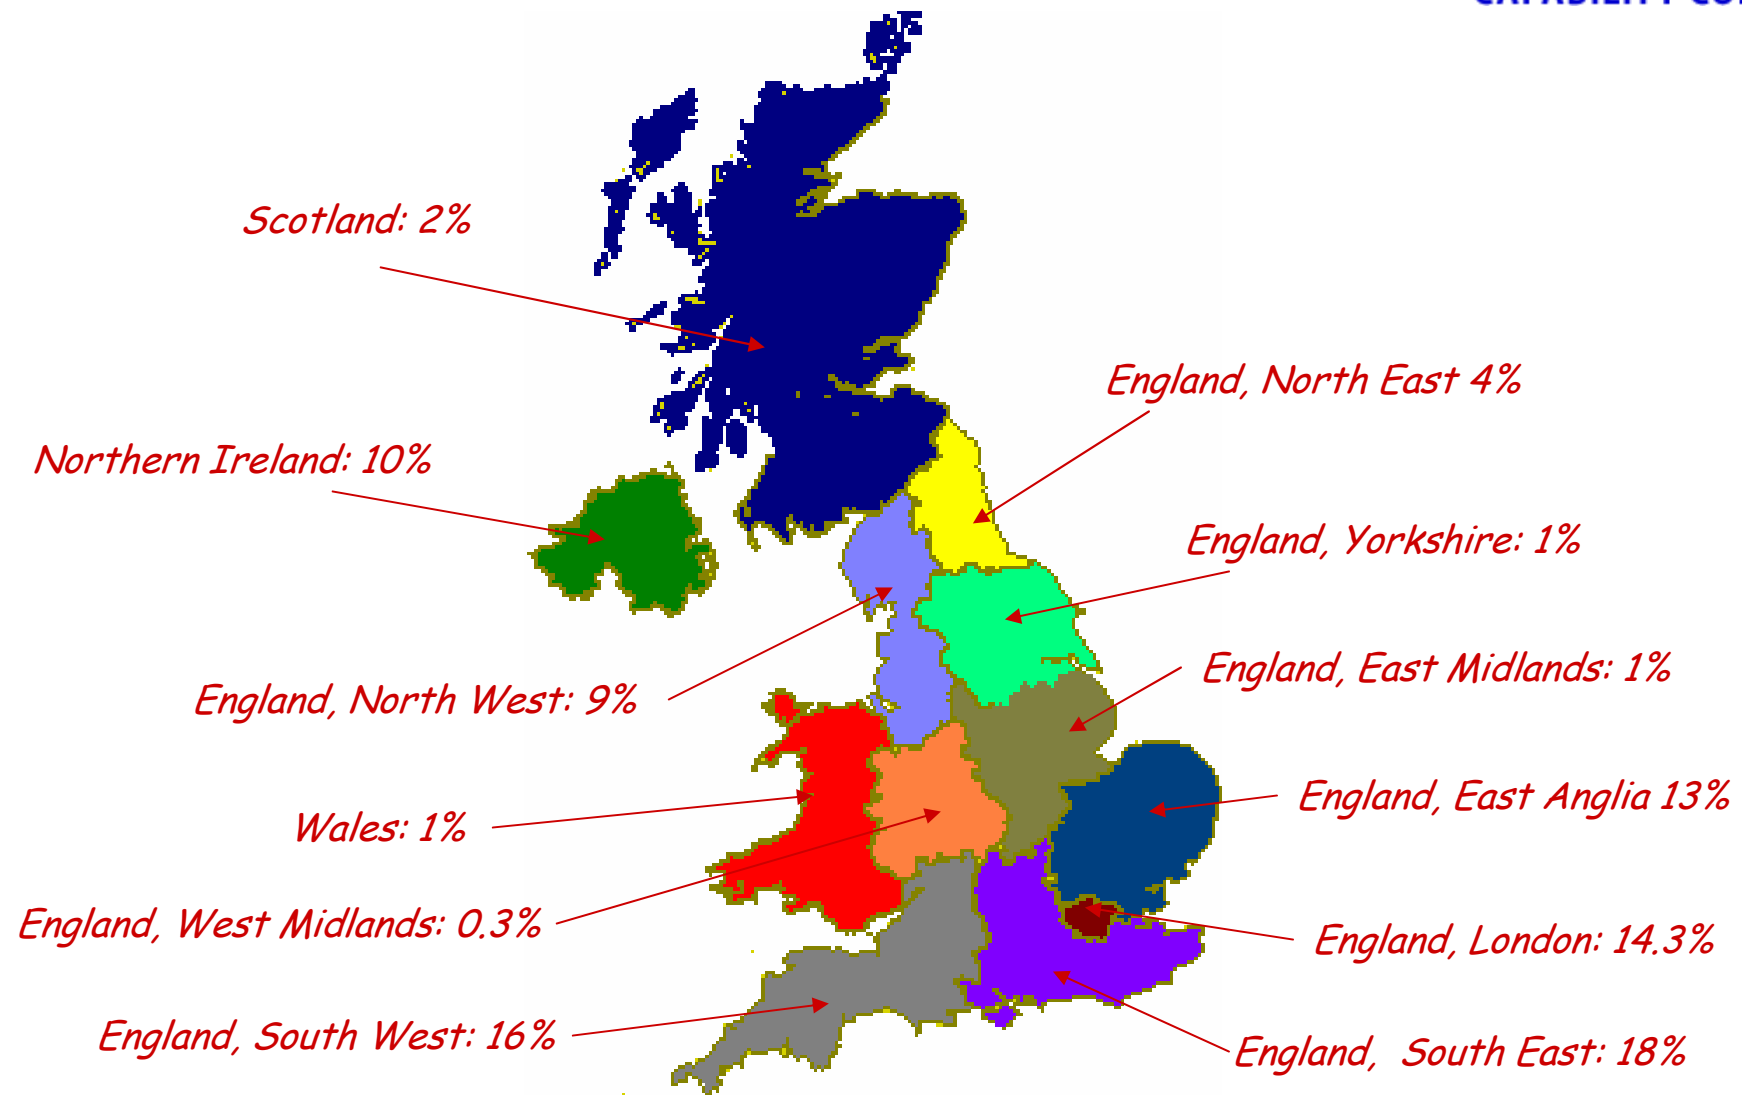 Scotland: 2%
England, North East 4%
Northern Ireland: 10%
England, Yorkshire: 1%
England, East Midlands: 1%
England, North West: 9%
England, East Anglia 13%
Wales: 1%
England, West Midlands: 0.3%
England, London: 14.3%
England, South West: 16%
England, South East: 18%